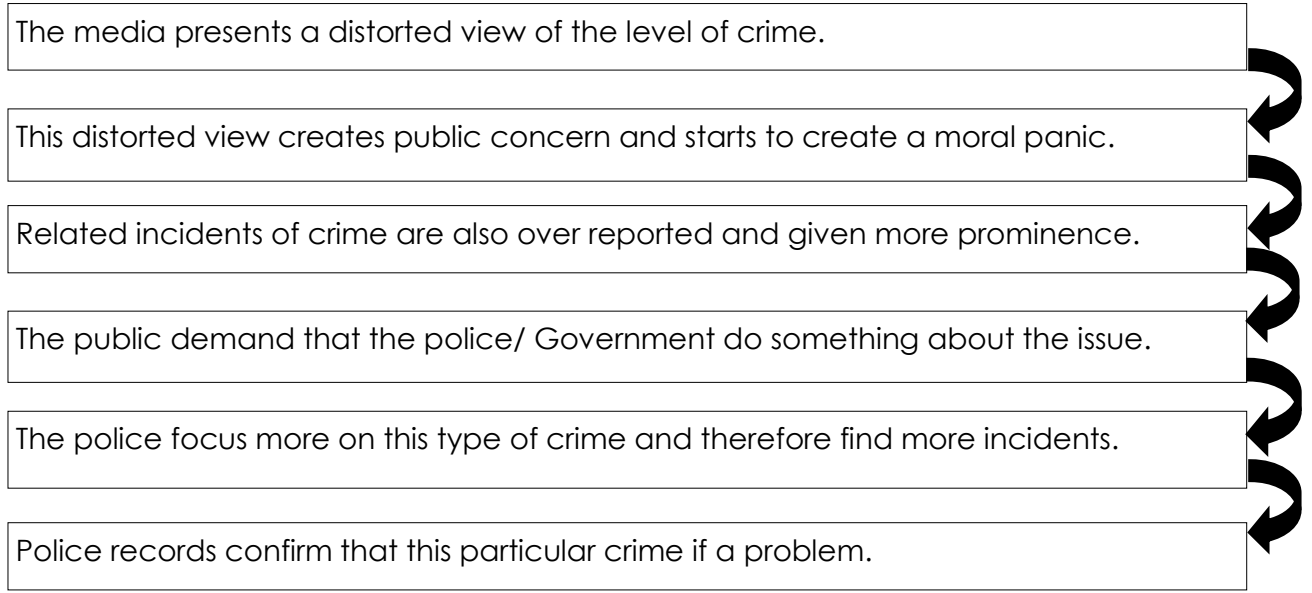 The media presents a distorted view of the level of crime.
This distorted view creates public concern and starts to create a moral panic.
Related incidents of crime are also over reported and given more prominence.
The public demand that the police/ Government do something about the issue.
The police focus more on this type of crime and therefore find more incidents.
Police records confirm that this particular crime if a problem.